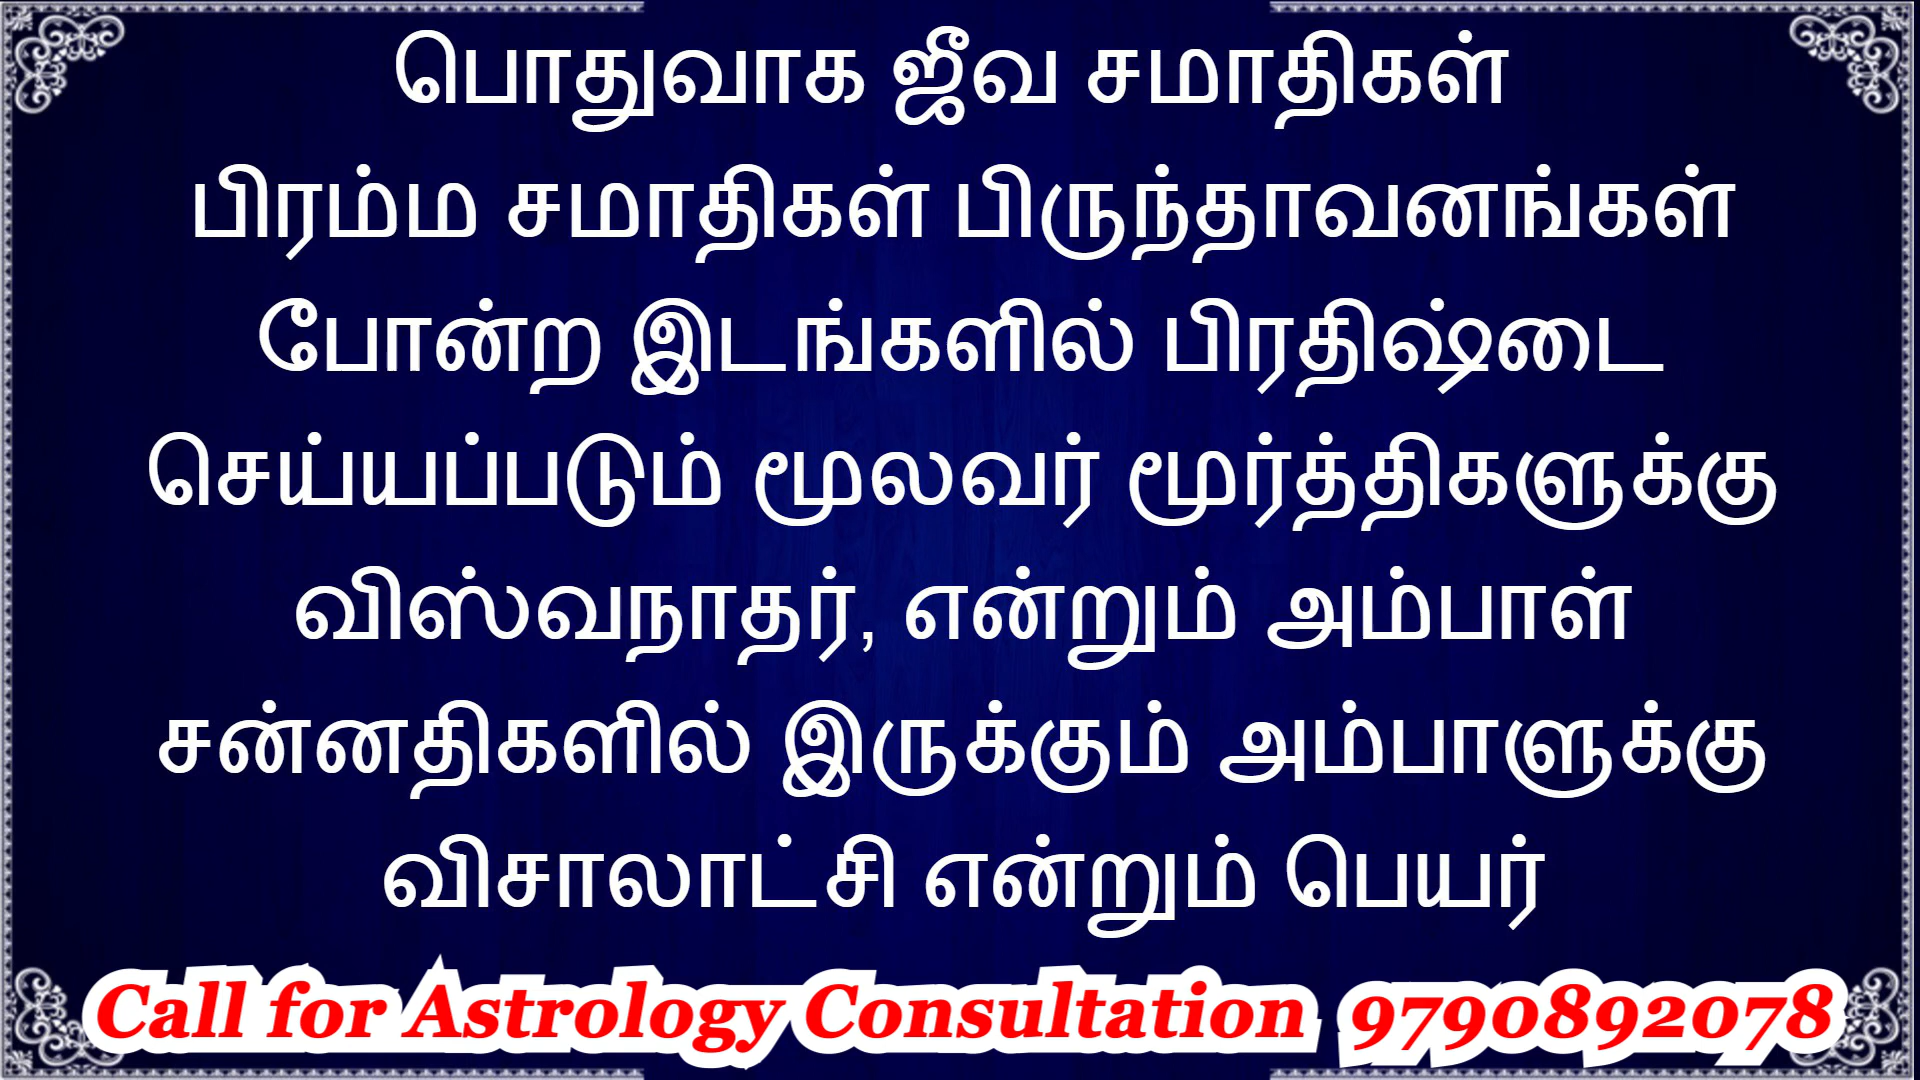 பொதுவாக ஜீவ சமாதிகள்
பிரம்ம சமாதிகள் பிருந்தாவனங்கள்
போன்ற இடங்களில் பிரதிஷ்டை
செய்யப்படும் மூலவர் மூர்த்திகளுக்கு
விஸ்வநாதர், என்றும் அம்பாள்
சன்னதிகளில் இருக்கும் அம்பாளுக்கு
விசாலாட்சி என்றும் பெயர்
Call for Astrology Consultation 9790892078